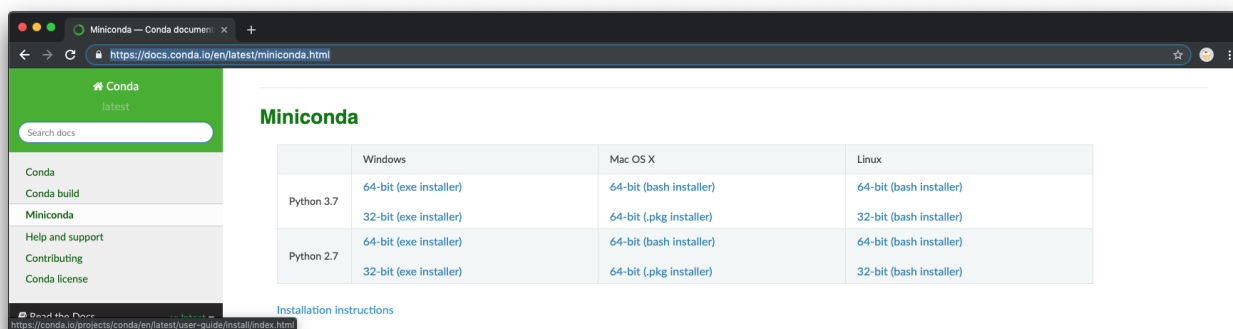 Miniconda — Conda document
https://docs.conda.io/en/latest/miniconda.html
Conda
latest
Search docs
Conda
Conda build
Miniconda
Help and support
Contributing
Conda license
Read the Docs
https://conda.io/projects/conda/en/latest/user-guide/install/index.html
Miniconda
Windows Mac OS X Linux
Python 3.7
64-bit (exe installer) 64-bit (bash installer) 64-bit (bash installer)
32-bit (exe installer) 64-bit (.pkg installer) 32-bit (bash installer)
Python 2.7
64-bit (exe installer) 64-bit (bash installer) 64-bit (bash installer)
32-bit (exe installer) 64-bit (.pkg installer) 32-bit (bash installer)
Installation instructions